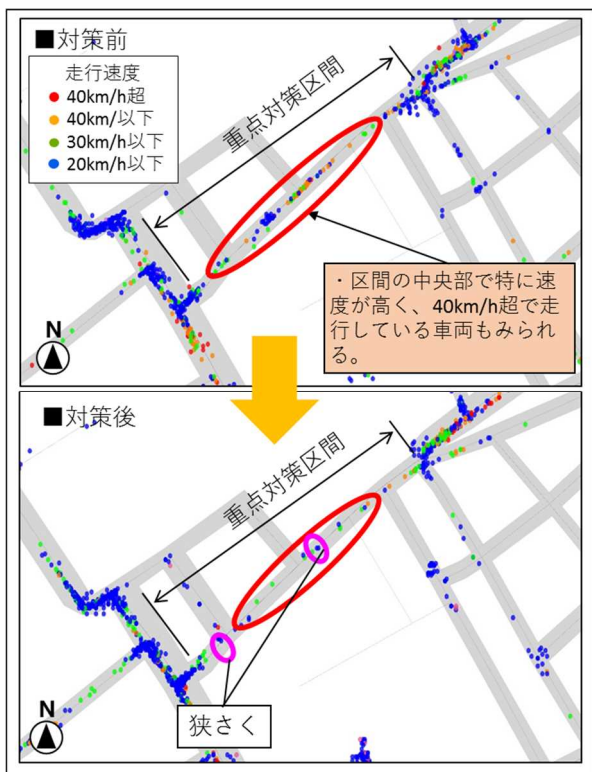 ■対策前
走行速度
40km/h超
40km/以下
30km/h以下
20km/h以下
重点対策区間
・区間の中央部で特に速
度が高く、40km/h超で走
行している車両もみられ
る。
N
■対策後
重点対策区間
N
狭さく